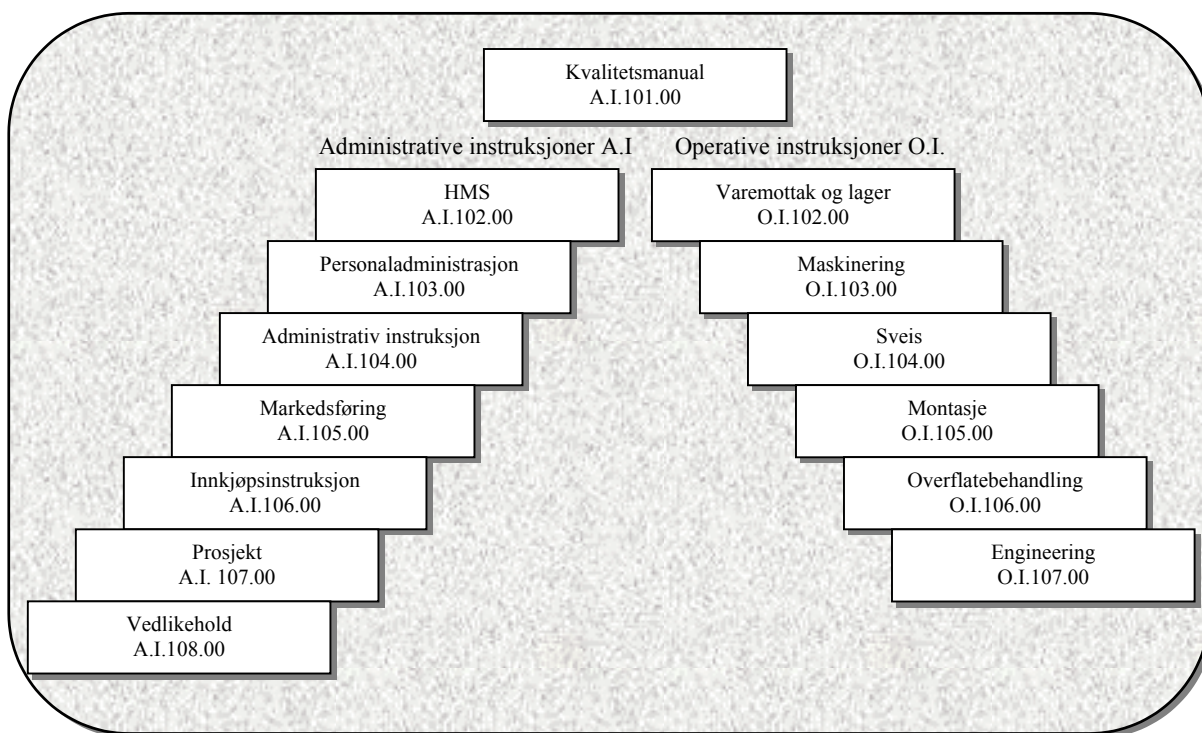 Kvalitetsmanual
A.I.101.00
Administrative instruksjoner A.I
Operative instruksjoner O.I.
HMS
A.I.102.00
Personaladministrasjon
A.I.103.00
Administrativ instruksjon
A.I.104.00
Markedsføring
A.I.105.00
Innkjøpsinstruksjon
A.I.106.00
Prosjekt
A.I. 107.00
Vedlikehold
A.I.108.00
Varemottak og lager
O.I.102.00
Maskinering
O.I.103.00
Sveis
O.I.104.00
Montasje
O.I.105.00
Overflatebehandling
O.I.106.00
Engineering
O.I.107.00